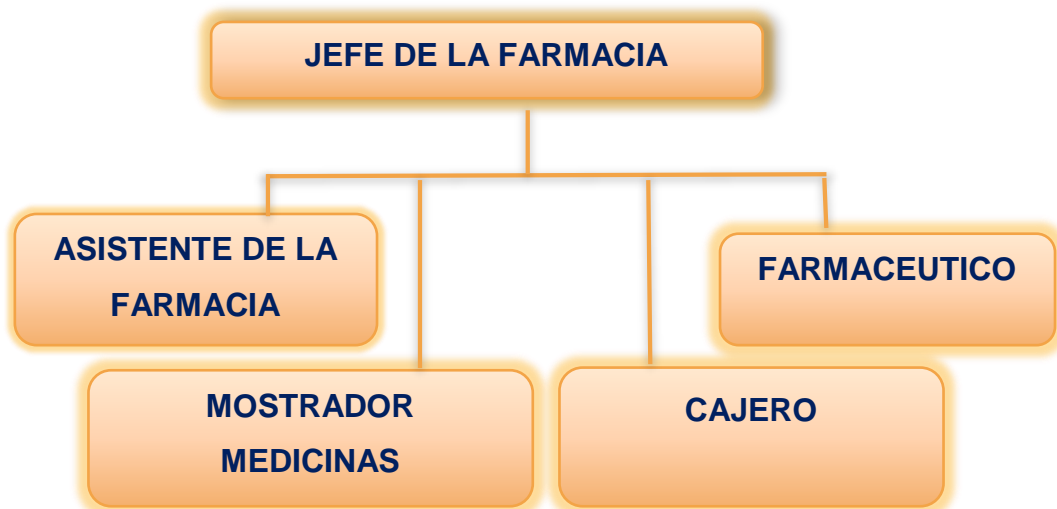 JEFE DE LA FARMACIA
ASISTENTE DE LA
FARMACIA
FARMACEUTICO
MOSTRADOR
MEDICINAS
CAJERO